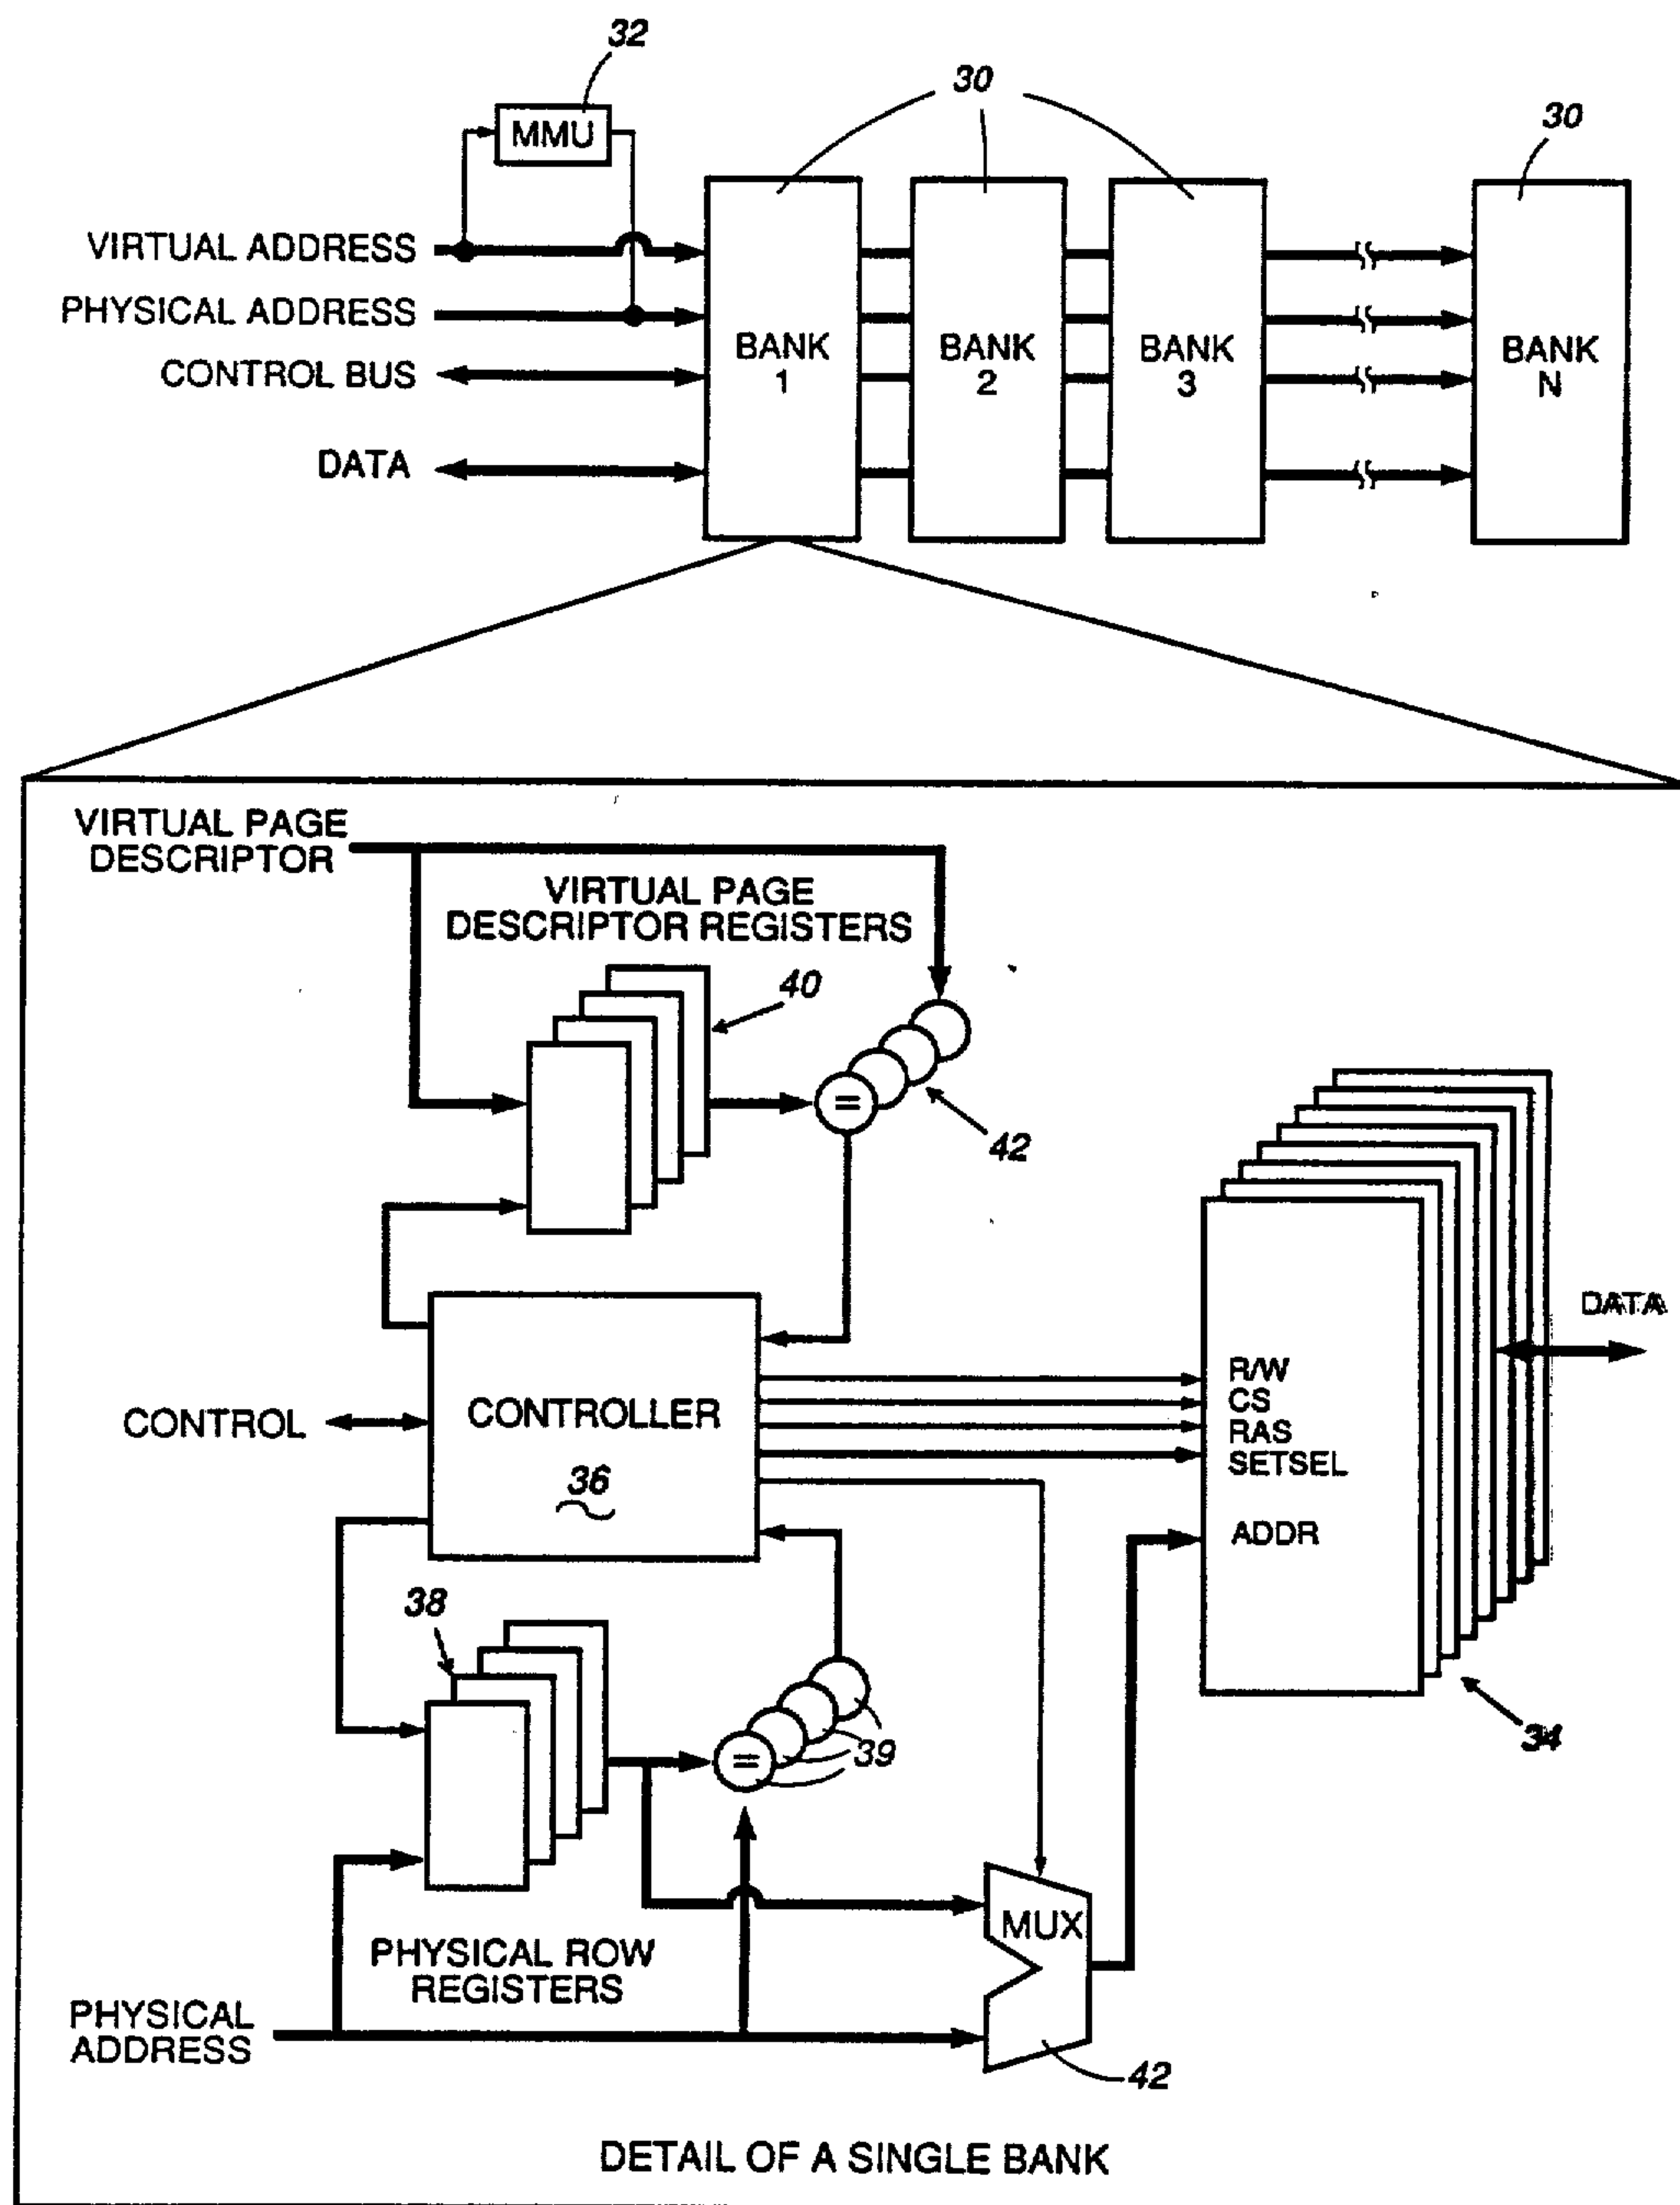 32
30
30
MMU
VIRTUAL ADDRESS
PHYSICAL ADDRESS
CONTROL BUS
DATA
BANK
1
BANK
2
BANK
3
BANK
N
VIRTUAL PAGE
DESCRIPTOR
VIRTUAL PAGE
DESCRIPTOR REGISTERS
40
=
42
DATA
CONTROL
CONTROLLER
36
R/W
CS
RAS
SETSEL
ADDR
38
=
39
34
MUX
PHYSICAL ROW
REGISTERS
PHYSICAL
ADDRESS
42
DETAIL OF A SINGLE BANK